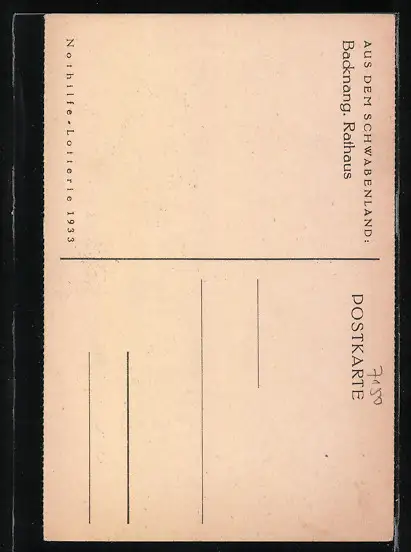 AUS DEM SCHWABENLAND:
Backnang. Rathaus
Nothilfe-Lotterie 1933
POSTKARTE
7150